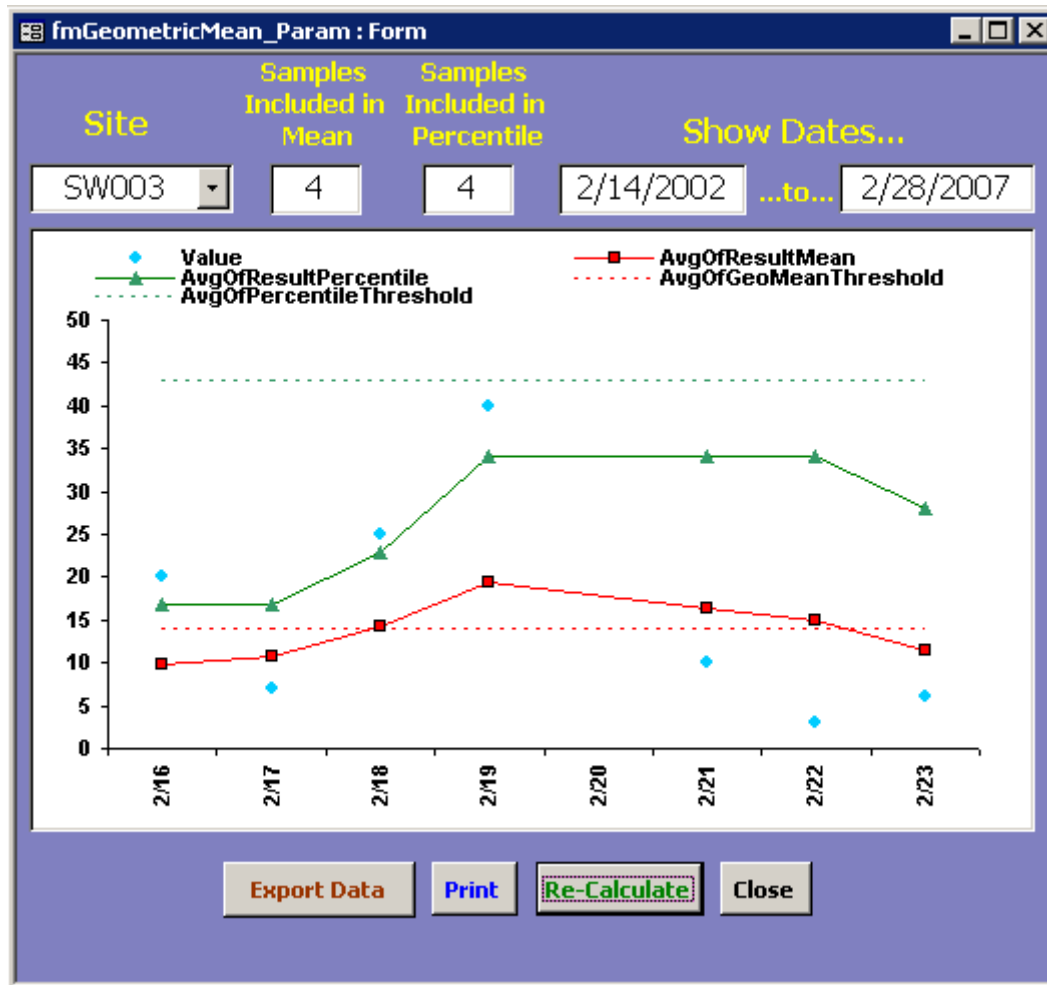 fmGeometricMean_Param : Form
Site
Samples
Included in
Mean
Samples
Included in
Percentile
Show Dates...
SW003
4
4
2/14/2002
...to...
2/28/2007
Value
AvgOfResultMean
AvgOfResultPercentile
AvgOfGeoMeanThreshold
AvgOfPercentileThreshold
50
45
40
35
30
25
20
15
10
5
0
2/16
2/17
2/18
2/19
2/20
2/21
2/22
2/23
Export Data
Print
Re-Calculate
Close